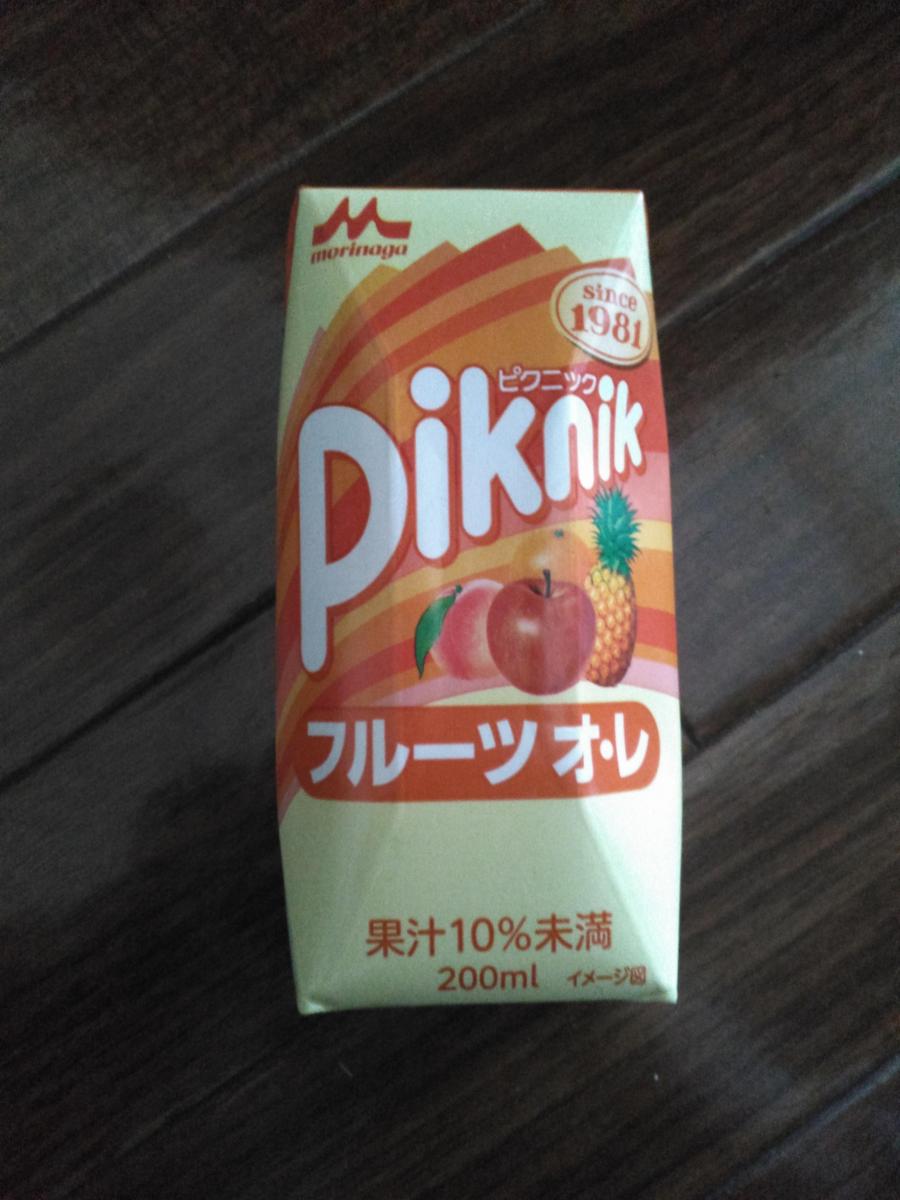 morinaga
since
1981
ピクニック
Piknik
フルーツ オ・レ
果汁10%未満
200ml イメージ図